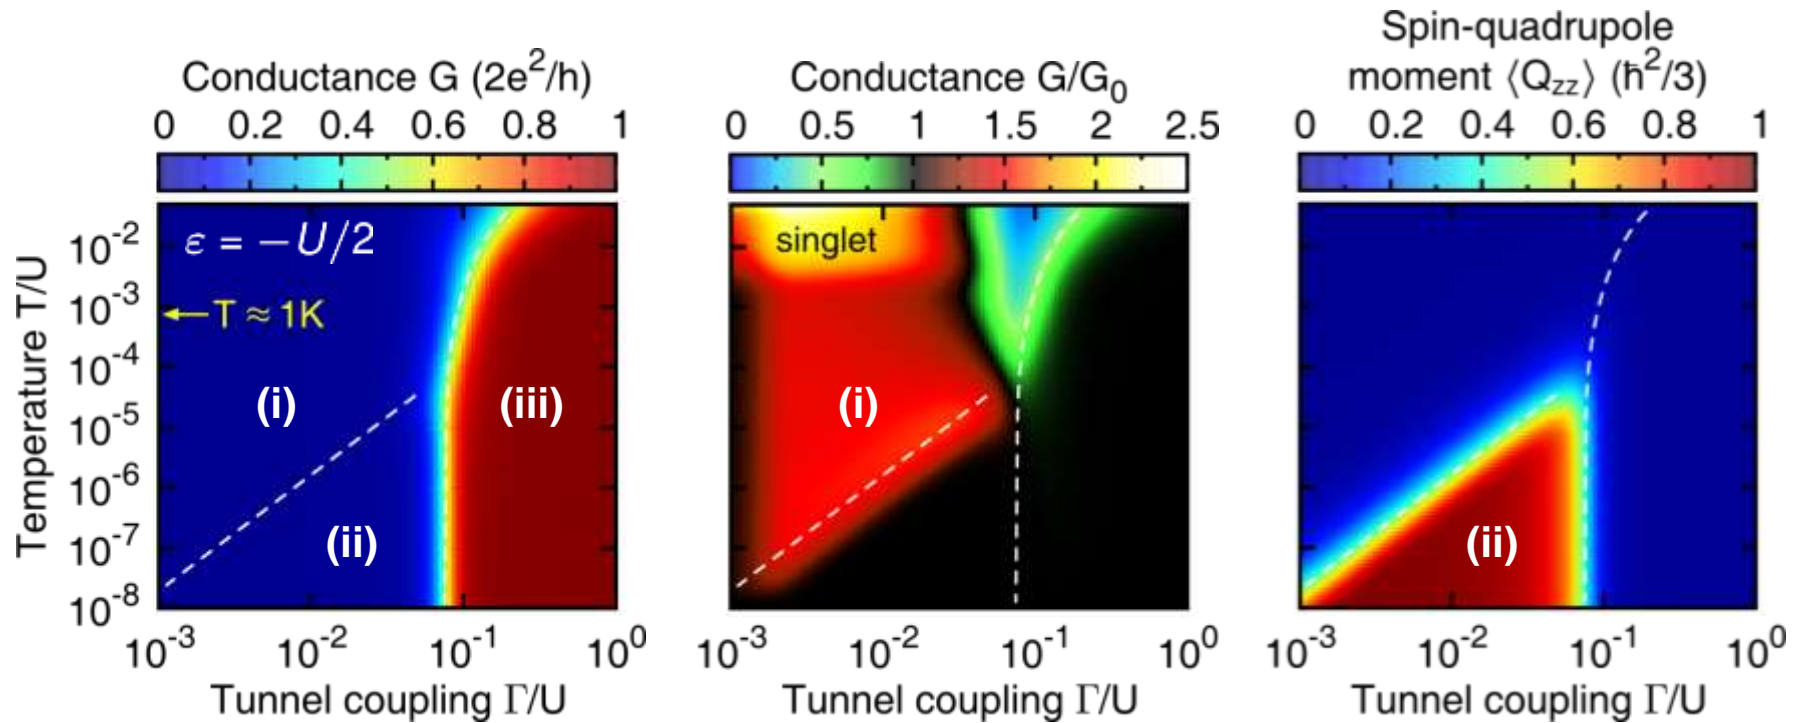 Conductance G (2e²/h)
0 0.2 0.4 0.6 0.8 1
Temperature T/U
10⁻²
10⁻³
10⁻⁴
10⁻⁵
10⁻⁶
10⁻⁷
10⁻⁸
ε = −U/2
←T ≈ 1K
(i)
(iii)
(ii)
10⁻³ 10⁻² 10⁻¹ 10⁰
Tunnel coupling Γ/U
Conductance G/G₀
0 0.5 1 1.5 2 2.5
singlet
(i)
10⁻³ 10⁻² 10⁻¹ 10⁰
Tunnel coupling Γ/U
Spin-quadrupole
moment ⟨Q_zz⟩ (ħ²/3)
0 0.2 0.4 0.6 0.8 1
(ii)
10⁻³ 10⁻² 10⁻¹ 10⁰
Tunnel coupling Γ/U